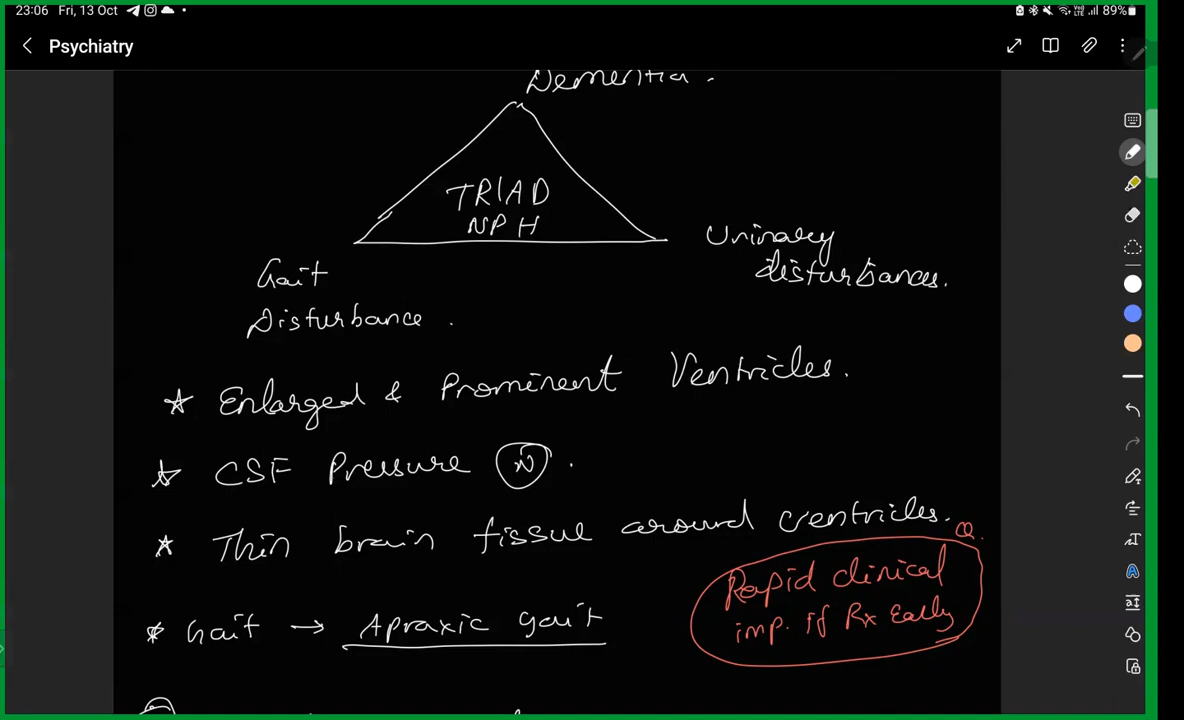 23:06 Fri, 13 Oct
89%
Psychiatry
Dementia.
TRIAD
NPH
Urinary
disturbances.
Gait
Disturbance.
* Enlarged & Prominent Ventricles.
* CSF Pressure N.
* Thin brain tissue around ventricles.
Q.
Rapid clinical
imp. if Rx Early
* Gait → Apraxic gait